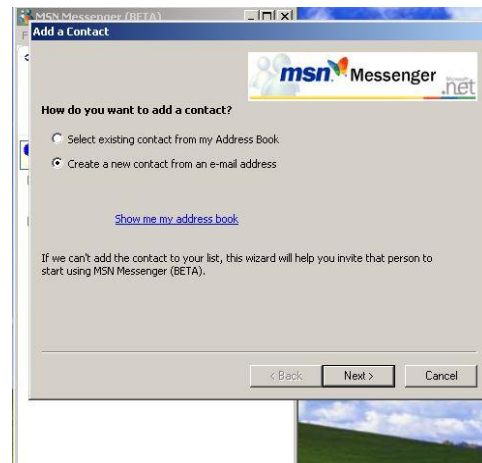 MSN Messenger (BETA)
Add a Contact
msn Messenger
Microsoft
.net
How do you want to add a contact?
Select existing contact from my Address Book
Create a new contact from an e-mail address
Show me my address book
If we can't add the contact to your list, this wizard will help you invite that person to
start using MSN Messenger (BETA).
< Back
Next >
Cancel